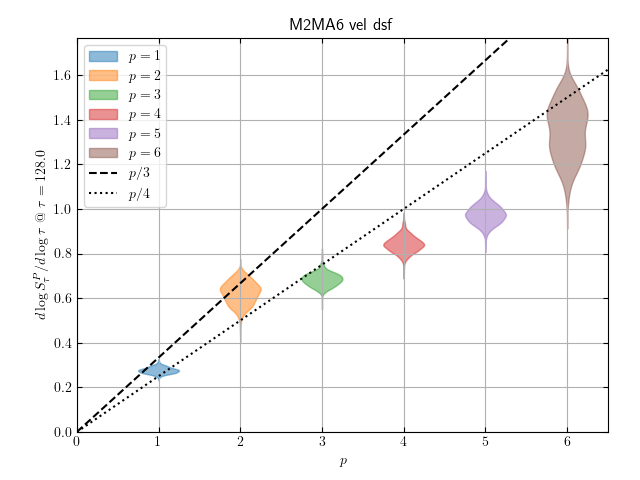 M2MA6 vel dsf
d log S_τ^P / d log τ @ τ = 128.0
1.6
1.4
1.2
1.0
0.8
0.6
0.4
0.2
0.0
p = 1
p = 2
p = 3
p = 4
p = 5
p = 6
p/3
p/4
0 1 2 3 4 5 6
p